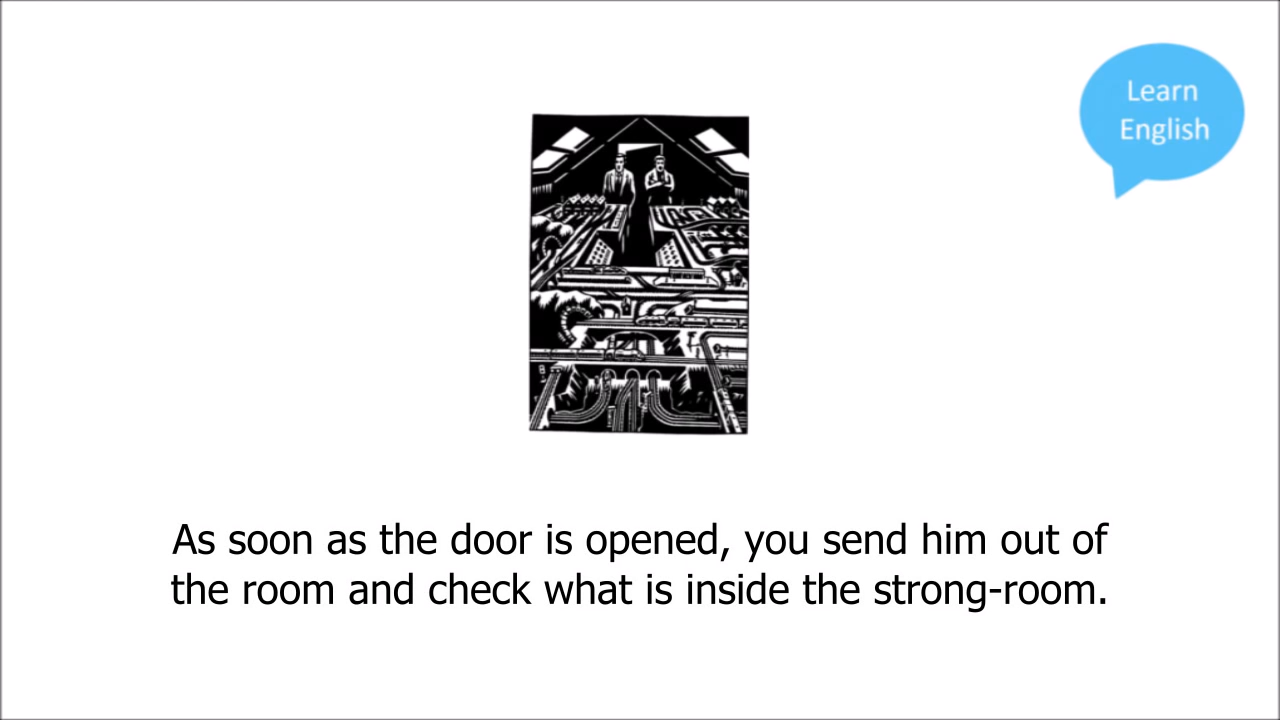 Learn
English
As soon as the door is opened, you send him out of
the room and check what is inside the strong-room.